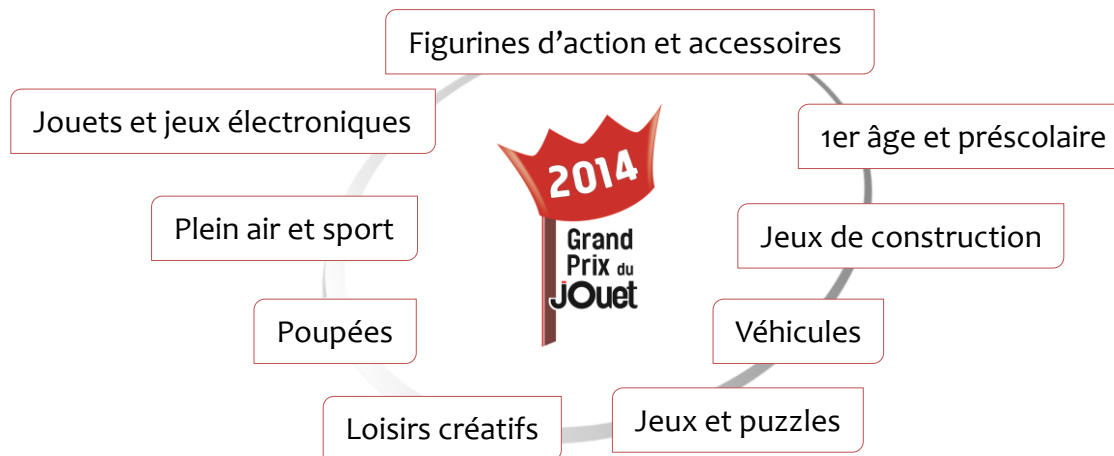 Figurines d’action et accessoires
Jouets et jeux électroniques
1er âge et préscolaire
2014
Plein air et sport
Grand
Prix du
jOuet
Jeux de construction
Poupées
Véhicules
Loisirs créatifs
Jeux et puzzles